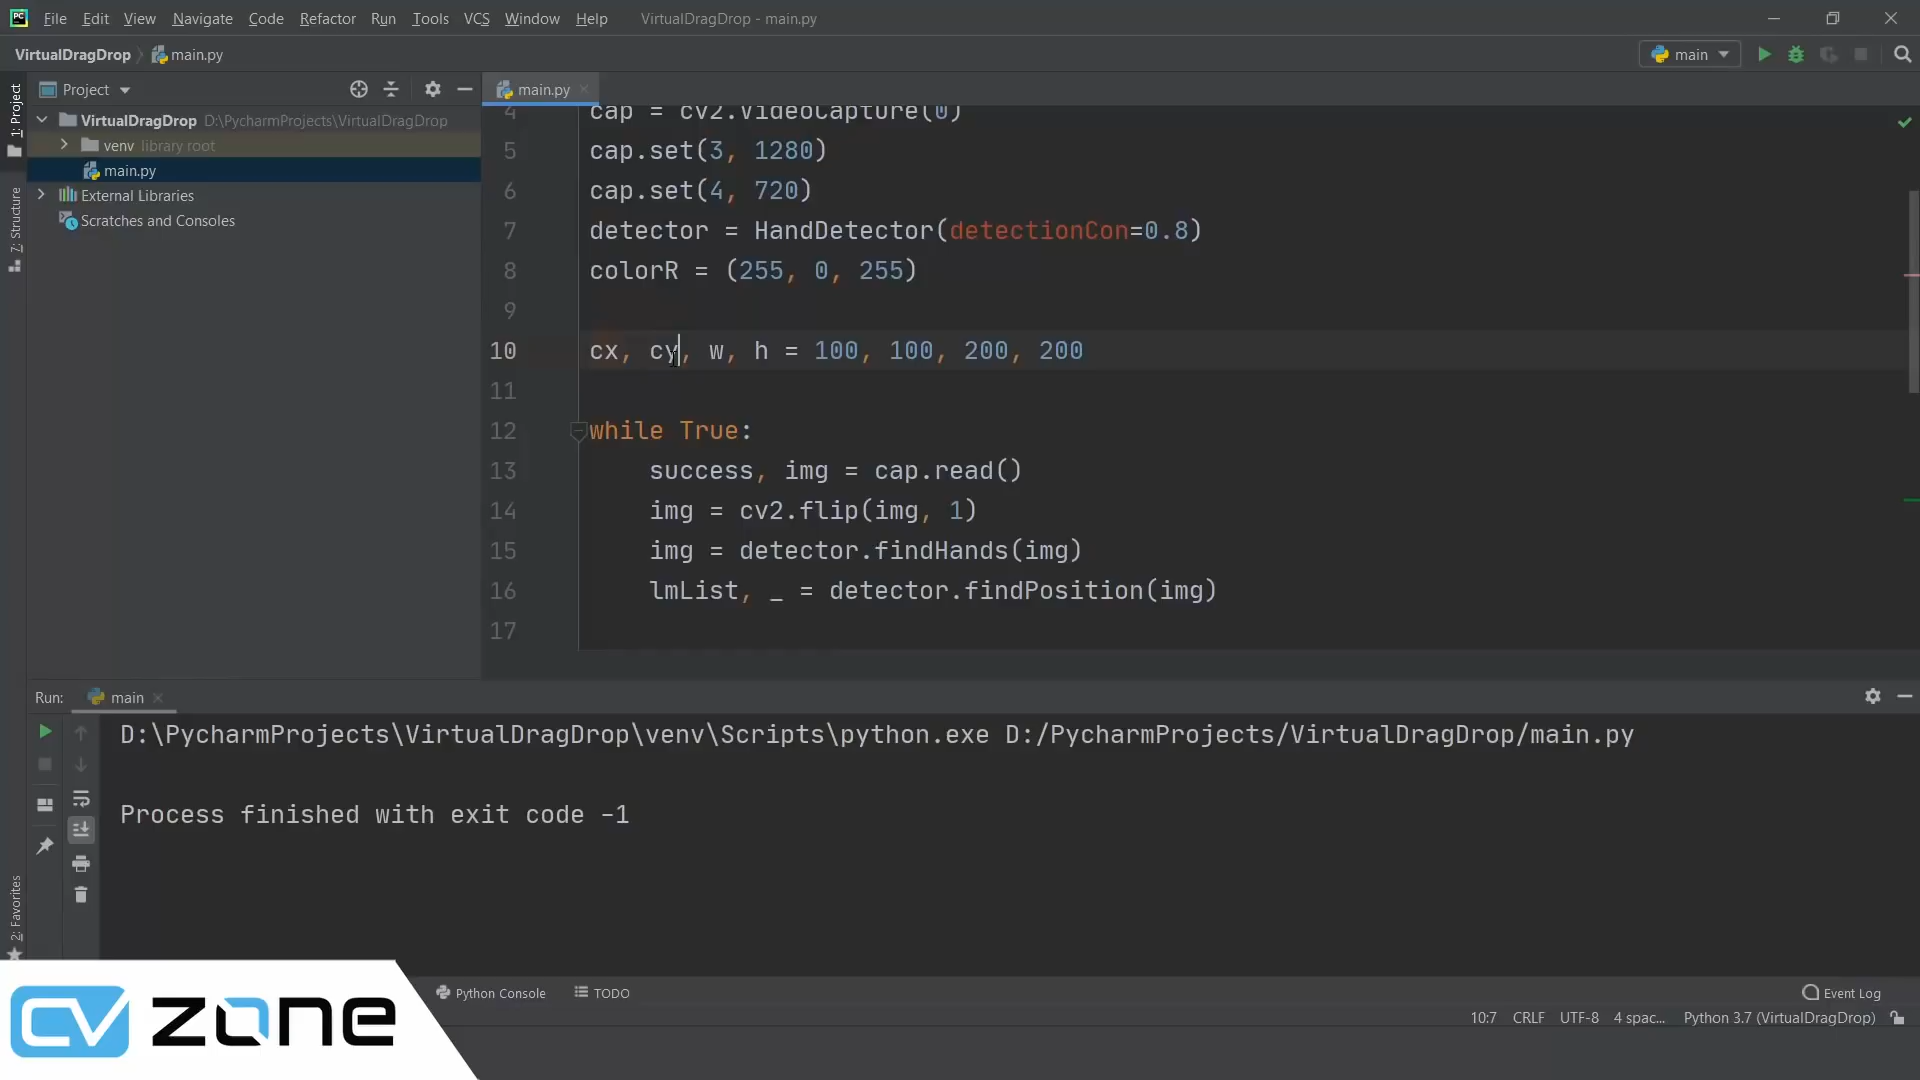 File Edit View Navigate Code Refactor Run Tools VCS Window Help VirtualDragDrop - main.py
VirtualDragDrop main.py main
Project main.py
1: Project
7: Structure
2: Favorites
VirtualDragDrop D:\PycharmProjects\VirtualDragDrop
venv library root
main.py
External Libraries
Scratches and Consoles
4 cap = cv2.VideoCapture(0)
5 cap.set(3, 1280)
6 cap.set(4, 720)
7 detector = HandDetector(detectionCon=0.8)
8 colorR = (255, 0, 255)
9
10 cx, cy, w, h = 100, 100, 200, 200
11
12 while True:
13 success, img = cap.read()
14 img = cv2.flip(img, 1)
15 img = detector.findHands(img)
16 lmList, _ = detector.findPosition(img)
17
Run: main
D:\PycharmProjects\VirtualDragDrop\venv\Scripts\python.exe D:/PycharmProjects/VirtualDragDrop/main.py
Process finished with exit code -1
Python Console TODO Event Log
10:7 CRLF UTF-8 4 spac... Python 3.7 (VirtualDragDrop)
CV zone